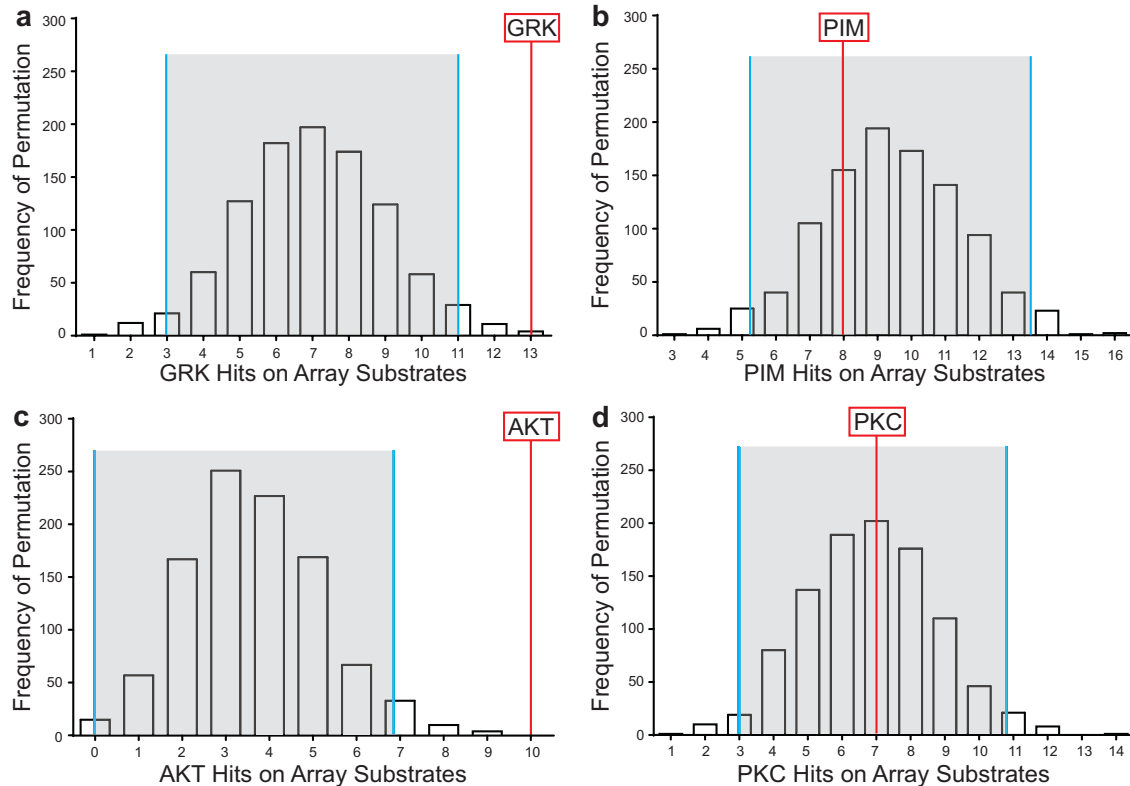 a
GRK
Frequency of Permutation
300
250
200
150
100
50
0
1 2 3 4 5 6 7 8 9 10 11 12 13
GRK Hits on Array Substrates
b
PIM
Frequency of Permutation
300
250
200
150
100
50
0
3 4 5 6 7 8 9 10 11 12 13 14 15 16
PIM Hits on Array Substrates
c
AKT
Frequency of Permutation
300
250
200
150
100
50
0
0 1 2 3 4 5 6 7 8 9 10
AKT Hits on Array Substrates
d
PKC
Frequency of Permutation
300
250
200
150
100
50
0
1 2 3 4 5 6 7 8 9 10 11 12 13 14
PKC Hits on Array Substrates